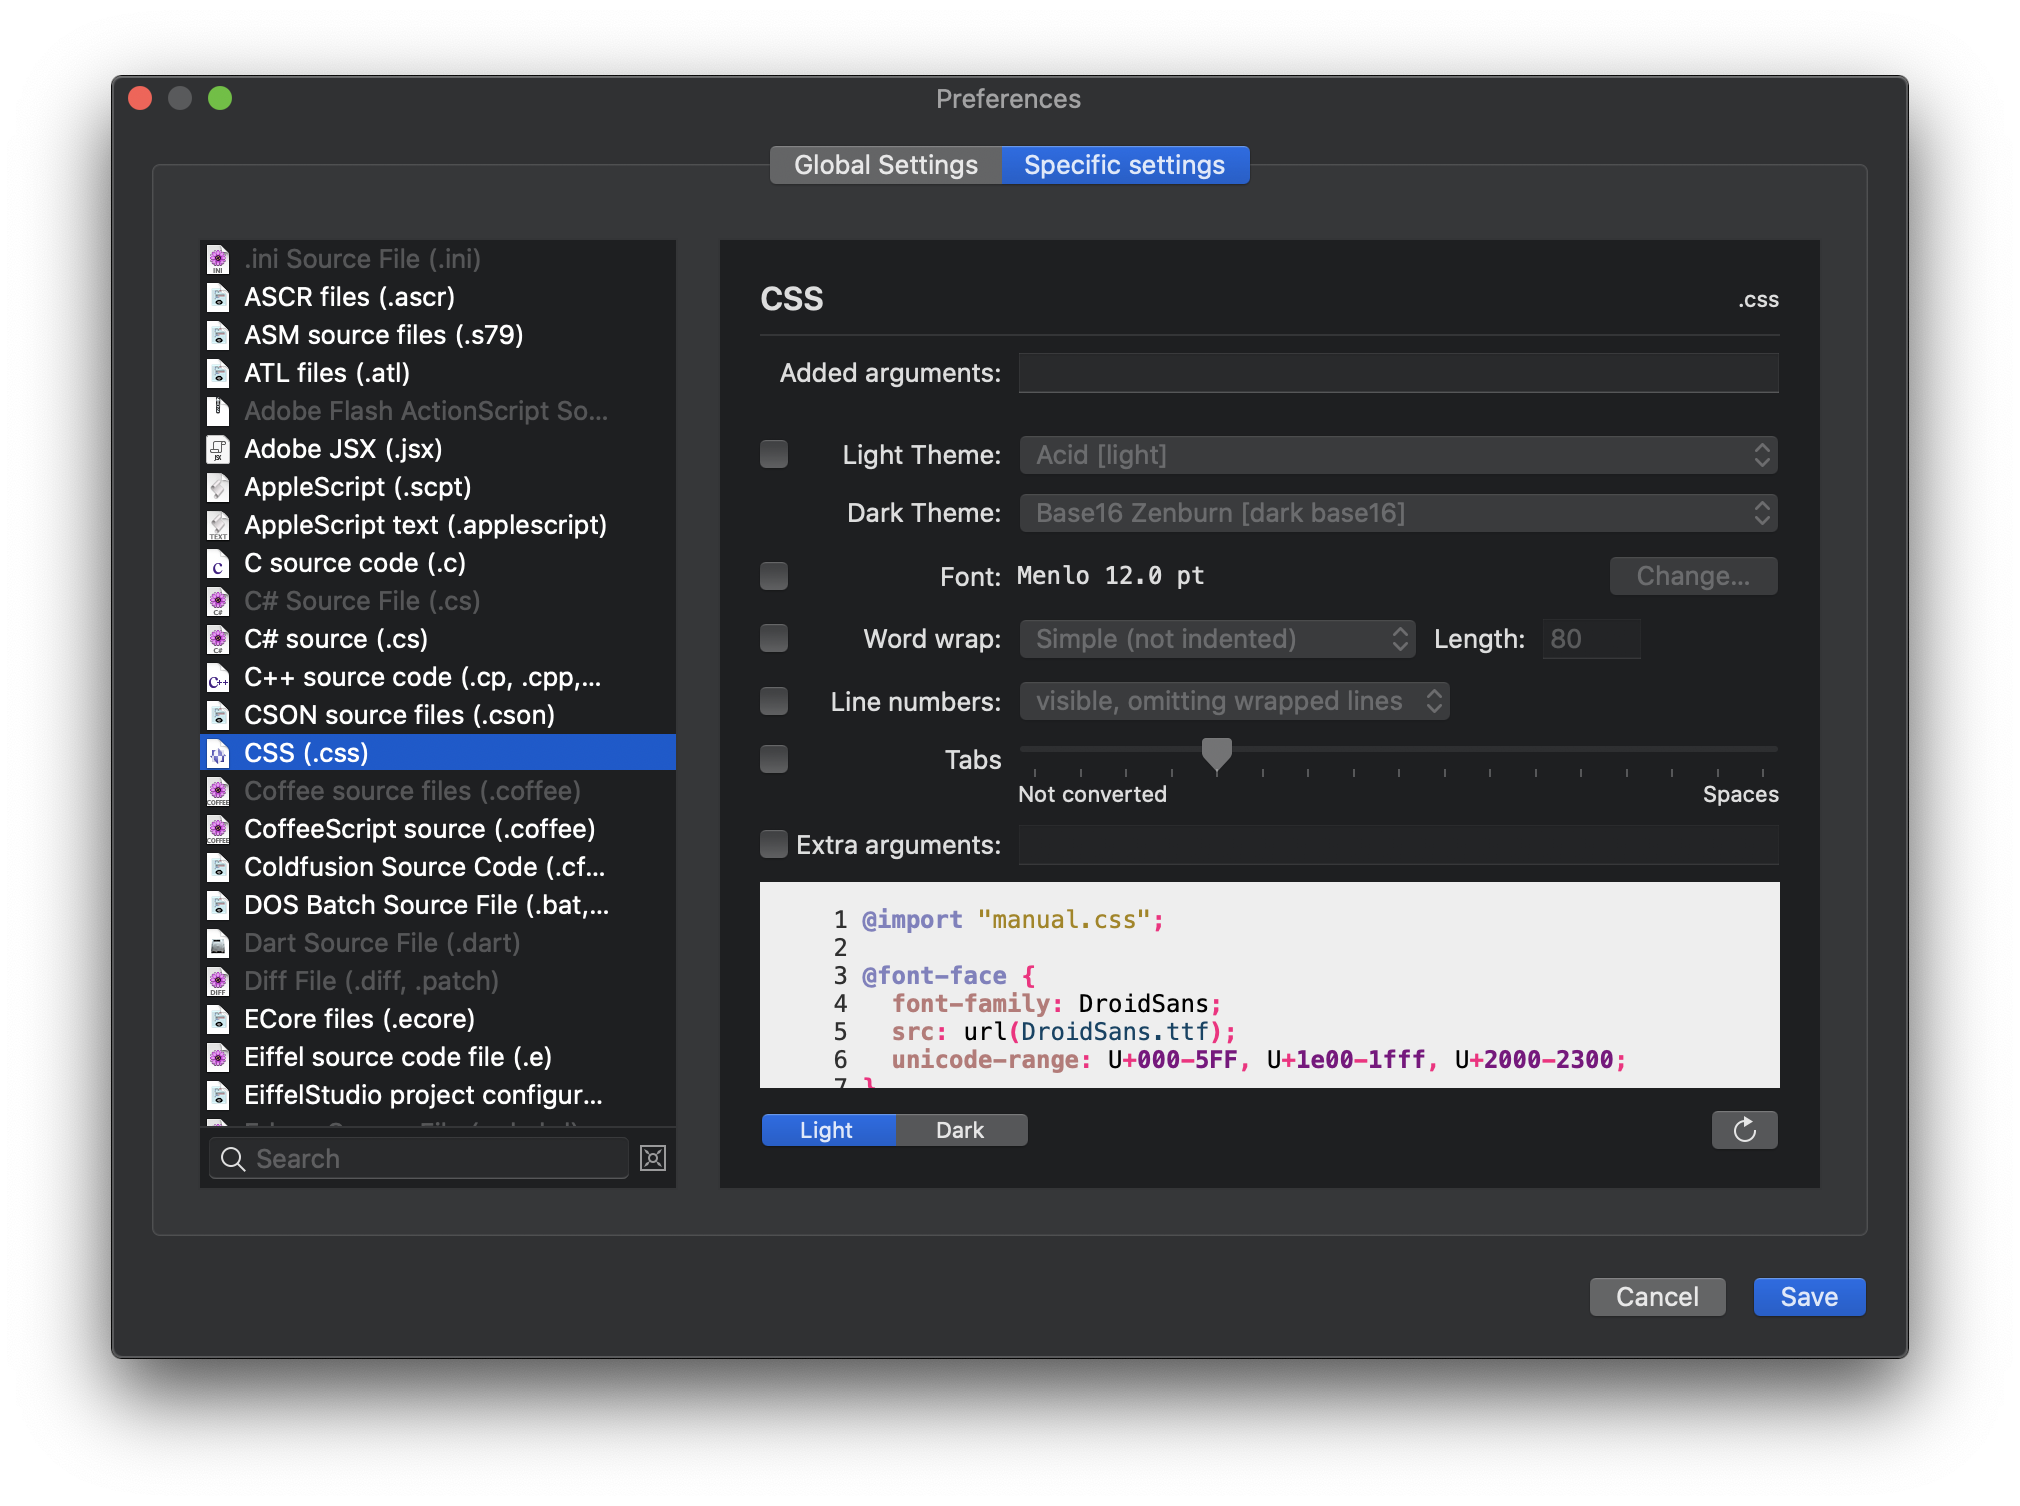 Preferences
Global Settings
Specific settings
.ini Source File (.ini)
ASCR files (.ascr)
ASM source files (.s79)
ATL files (.atl)
Adobe Flash ActionScript So...
Adobe JSX (.jsx)
AppleScript (.scpt)
AppleScript text (.applescript)
C source code (.c)
C# Source File (.cs)
C# source (.cs)
C++ source code (.cp, .cpp,...
CSON source files (.cson)
CSS (.css)
Coffee source files (.coffee)
CoffeeScript source (.coffee)
Coldfusion Source Code (.cf...
DOS Batch Source File (.bat,...
Dart Source File (.dart)
Diff File (.diff, .patch)
ECore files (.ecore)
Eiffel source code file (.e)
EiffelStudio project configur...
Search
CSS
.css
Added arguments:
Light Theme: Acid [light]
Dark Theme: Base16 Zenburn [dark base16]
Font: Menlo 12.0 pt Change...
Word wrap: Simple (not indented) Length: 80
Line numbers: visible, omitting wrapped lines
Tabs
Not converted Spaces
Extra arguments:
1 @import "manual.css";
2
3 @font-face {
4 font-family: DroidSans;
5 src: url(DroidSans.ttf);
6 unicode-range: U+000-5FF, U+1e00-1fff, U+2000-2300;
7 }
Light Dark
Cancel Save